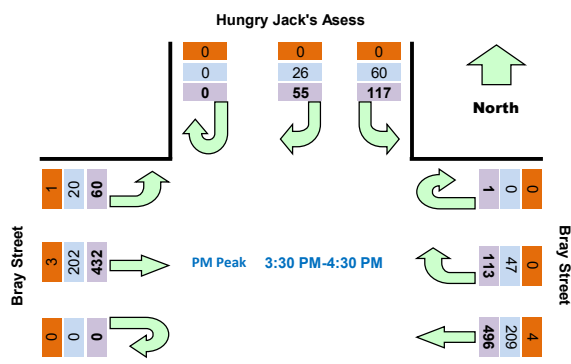 Hungry Jack's Asess
0 0 0
0 26 60
0 55 117
North
1 20 60
1 0 0
Bray Street
3 202 432
PM Peak 3:30 PM-4:30 PM
113 47 0
Bray Street
0 0 0
496 209 4